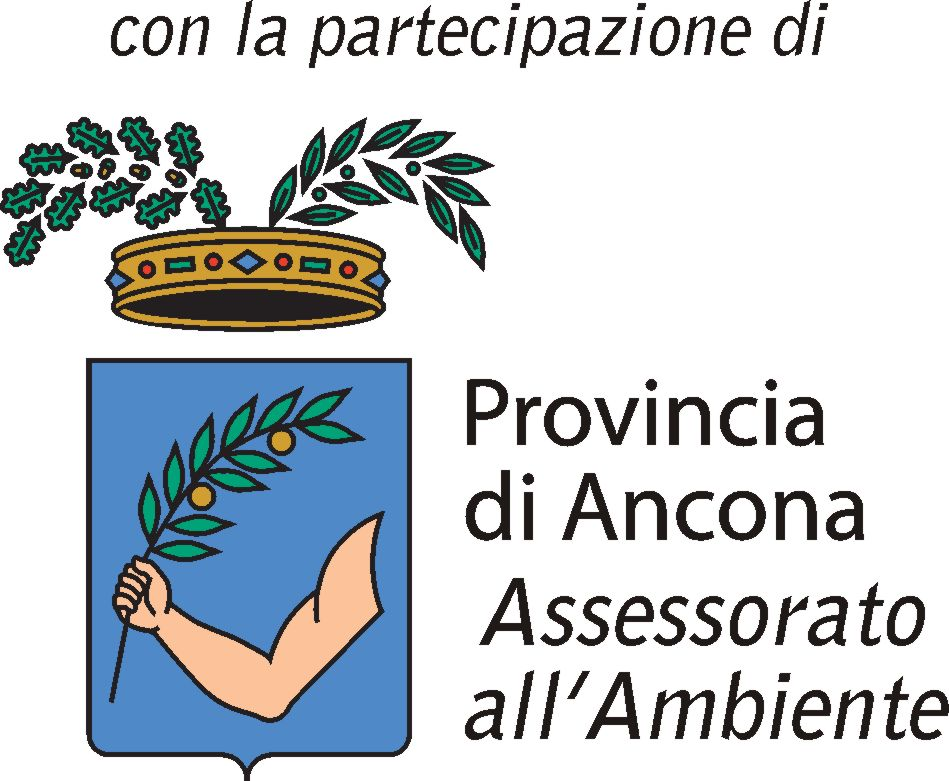 con la partecipazione di
Provincia
di Ancona
Assessorato
all'Ambiente